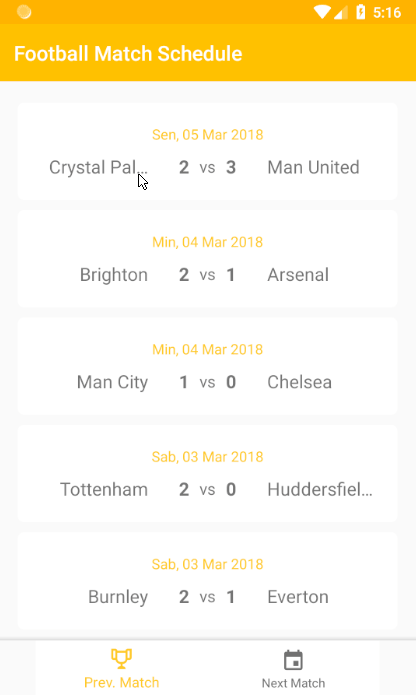 5:16
Football Match Schedule
Sen, 05 Mar 2018
Crystal Pal... 2 vs 3 Man United
Min, 04 Mar 2018
Brighton 2 vs 1 Arsenal
Min, 04 Mar 2018
Man City 1 vs 0 Chelsea
Sab, 03 Mar 2018
Tottenham 2 vs 0 Huddersfiel...
Sab, 03 Mar 2018
Burnley 2 vs 1 Everton
Prev. Match Next Match